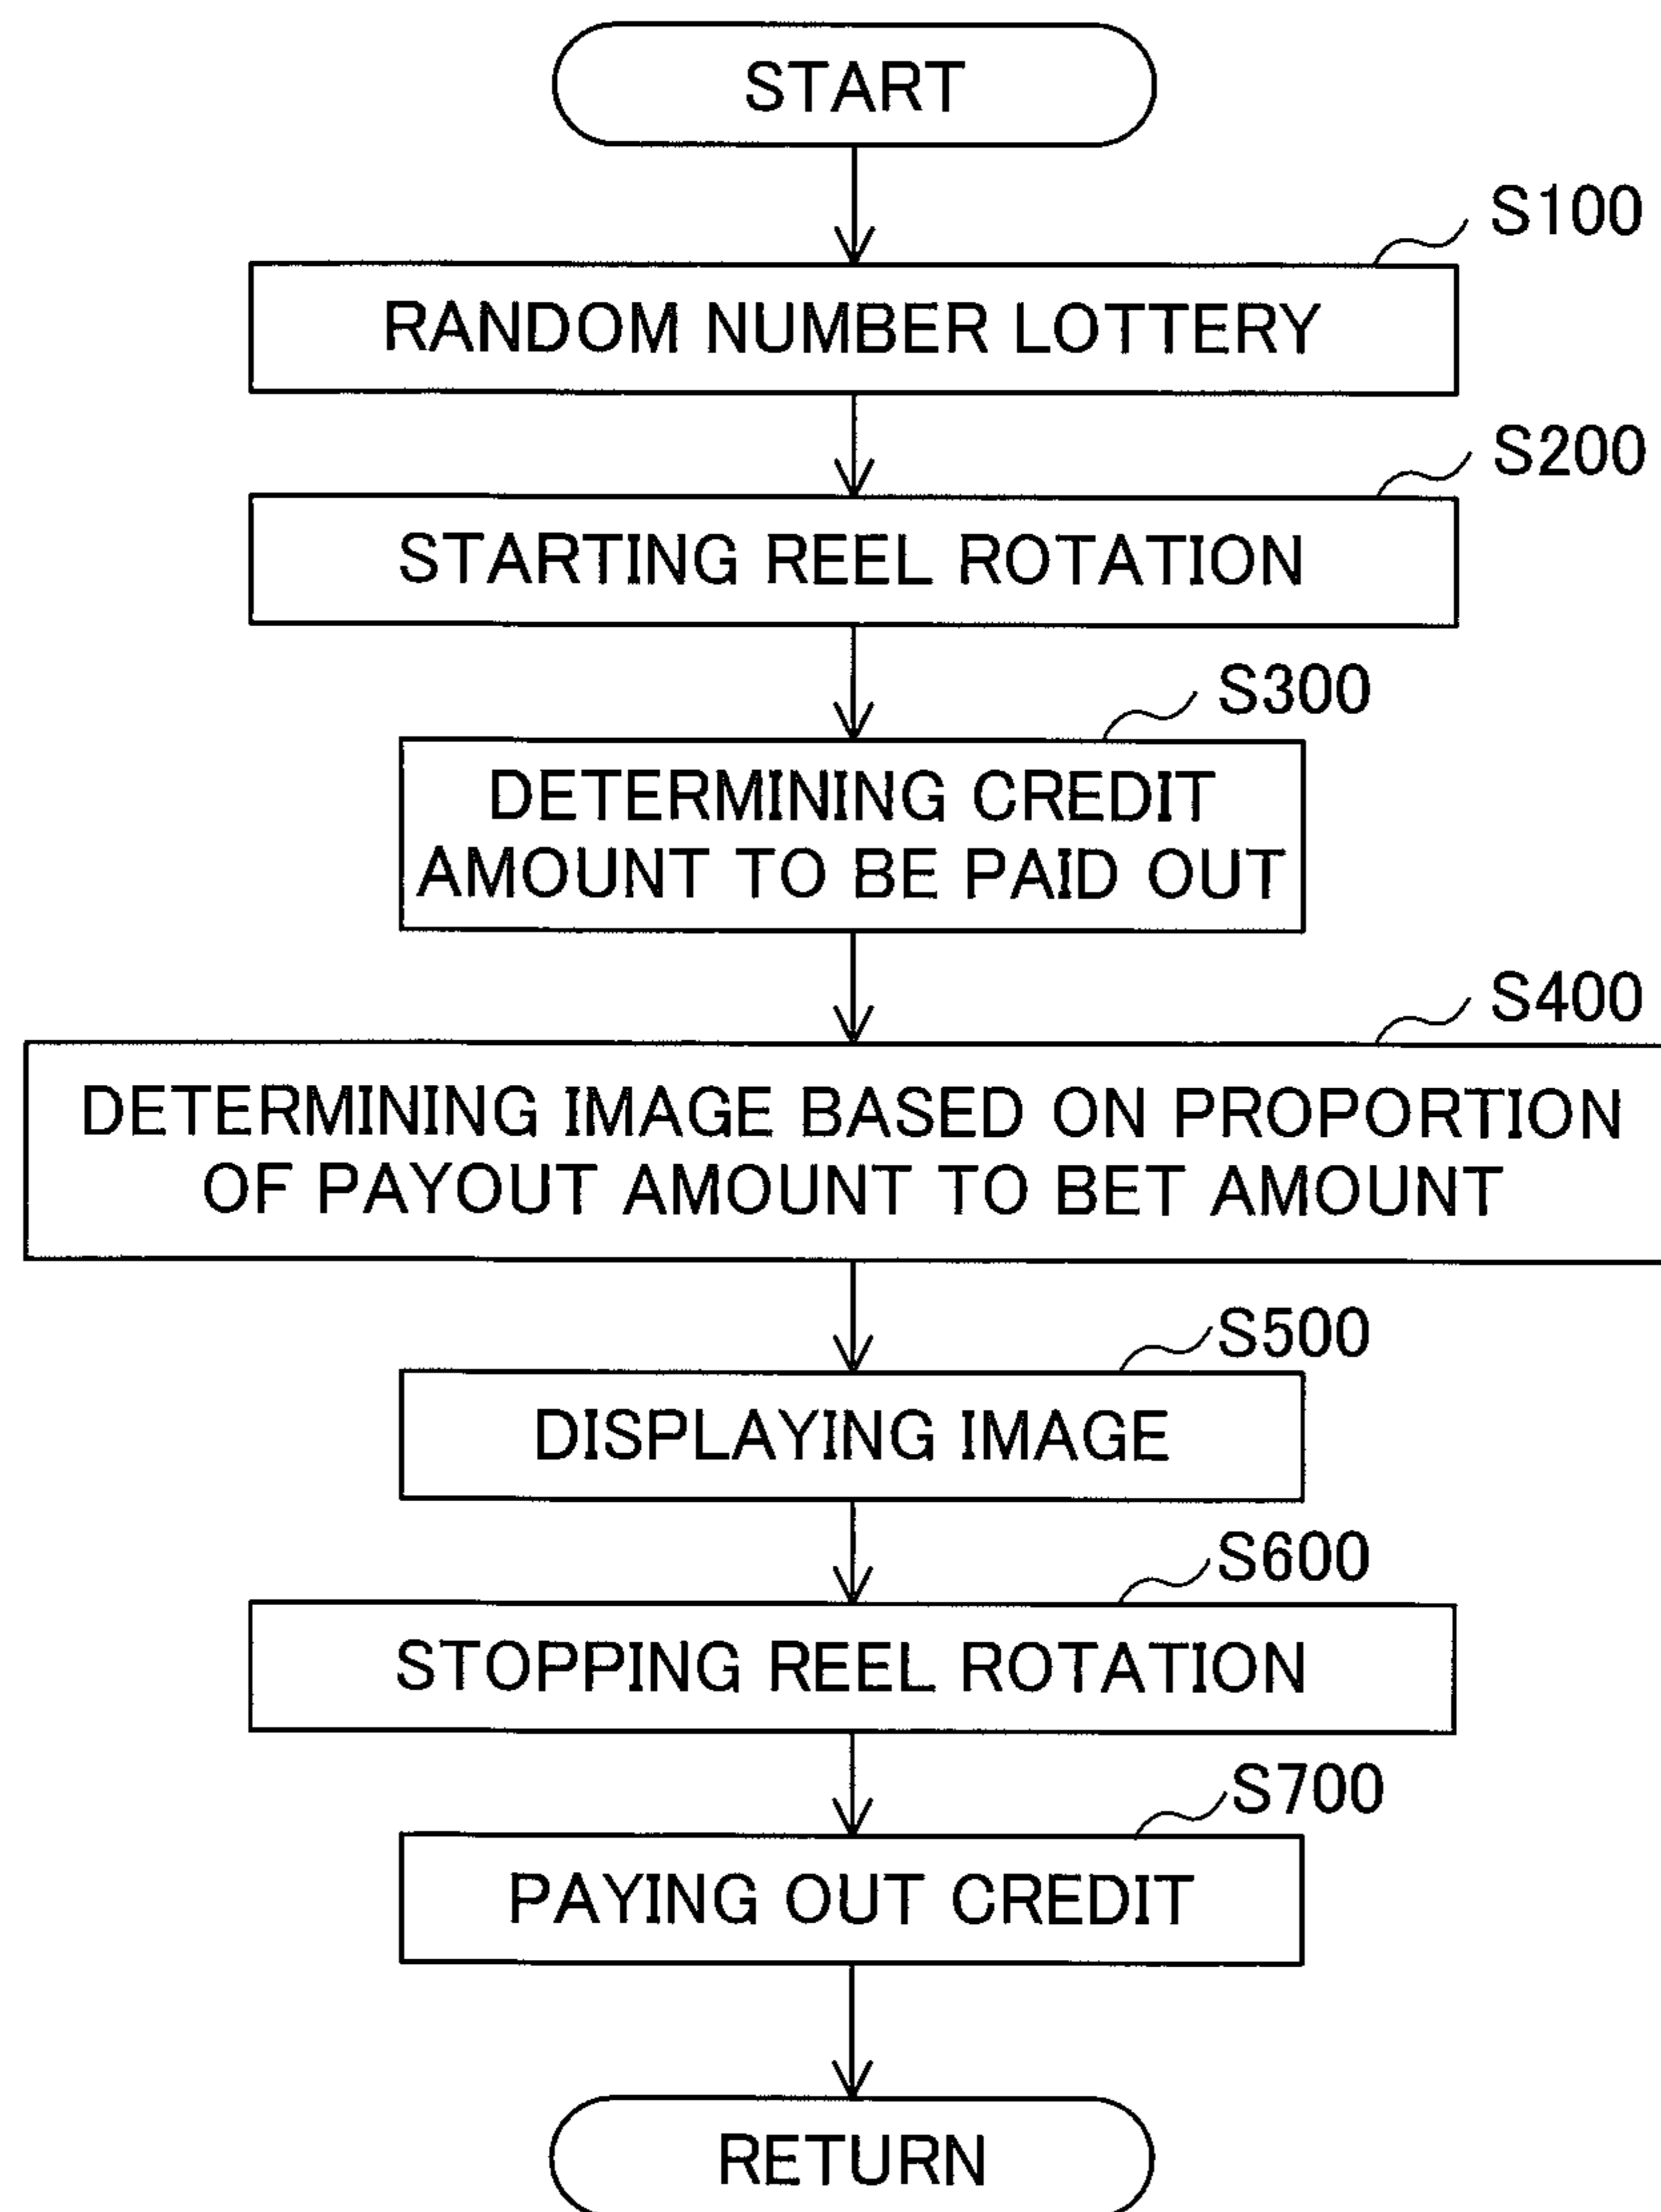 START
S100
RANDOM NUMBER LOTTERY
S200
STARTING REEL ROTATION
S300
DETERMINING CREDIT
AMOUNT TO BE PAID OUT
S400
DETERMINING IMAGE BASED ON PROPORTION
OF PAYOUT AMOUNT TO BET AMOUNT
S500
DISPLAYING IMAGE
S600
STOPPING REEL ROTATION
S700
PAYING OUT CREDIT
RETURN